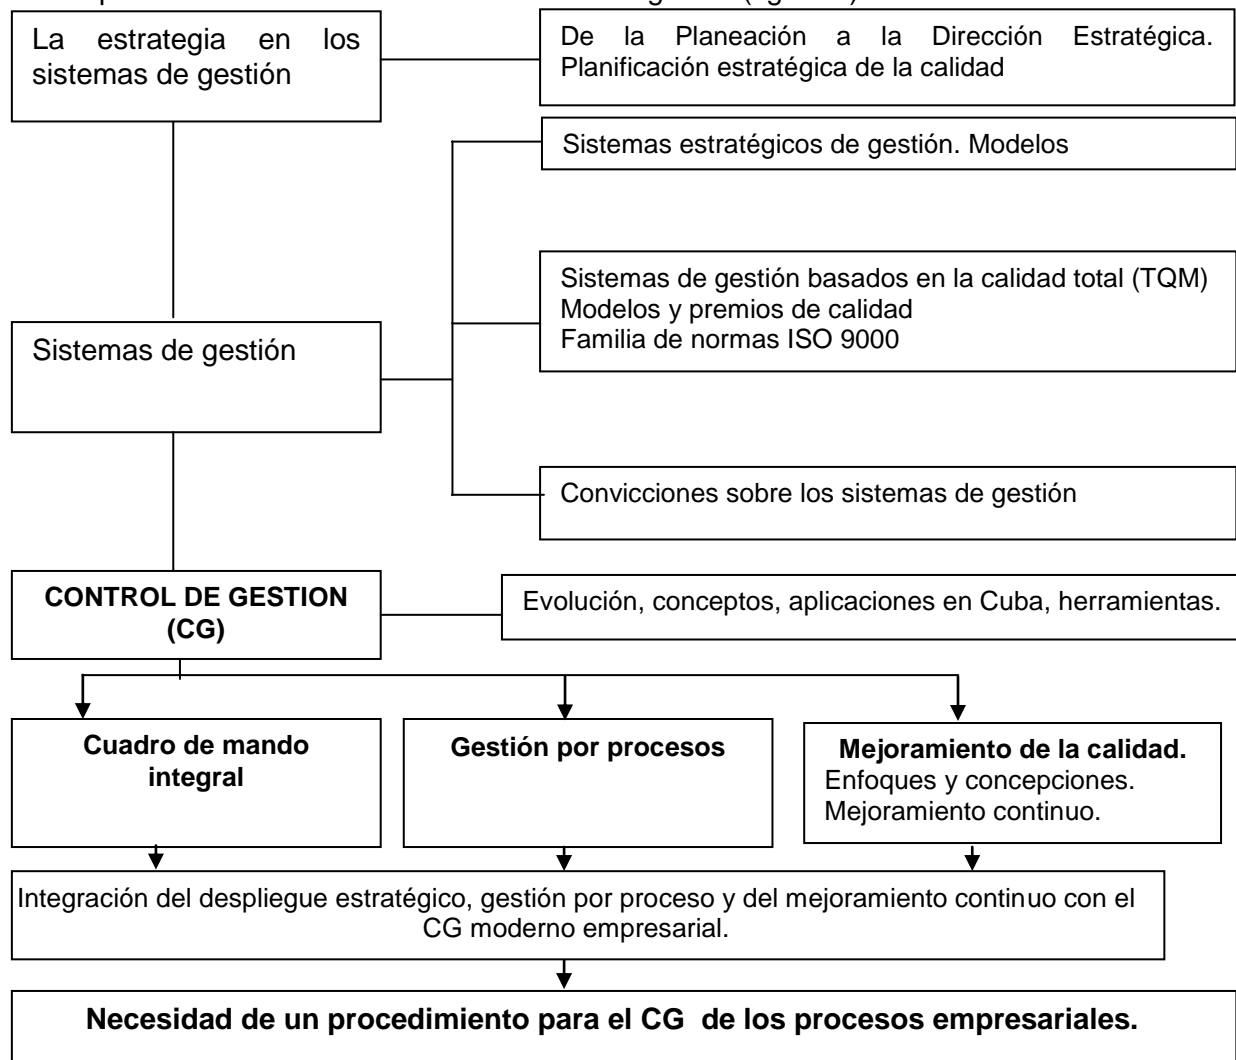 La estrategia en los
sistemas de gestión
De la Planeación a la Dirección Estratégica.
Planificación estratégica de la calidad
Sistemas estratégicos de gestión. Modelos
Sistemas de gestión basados en la calidad total (TQM)
Modelos y premios de calidad
Familia de normas ISO 9000
Sistemas de gestión
Convicciones sobre los sistemas de gestión
CONTROL DE GESTION
(CG)
Evolución, conceptos, aplicaciones en Cuba, herramientas.
Cuadro de mando
integral
Gestión por procesos
Mejoramiento de la calidad.
Enfoques y concepciones.
Mejoramiento continuo.
Integración del despliegue estratégico, gestión por proceso y del mejoramiento continuo con el
CG moderno empresarial.
Necesidad de un procedimiento para el CG de los procesos empresariales.